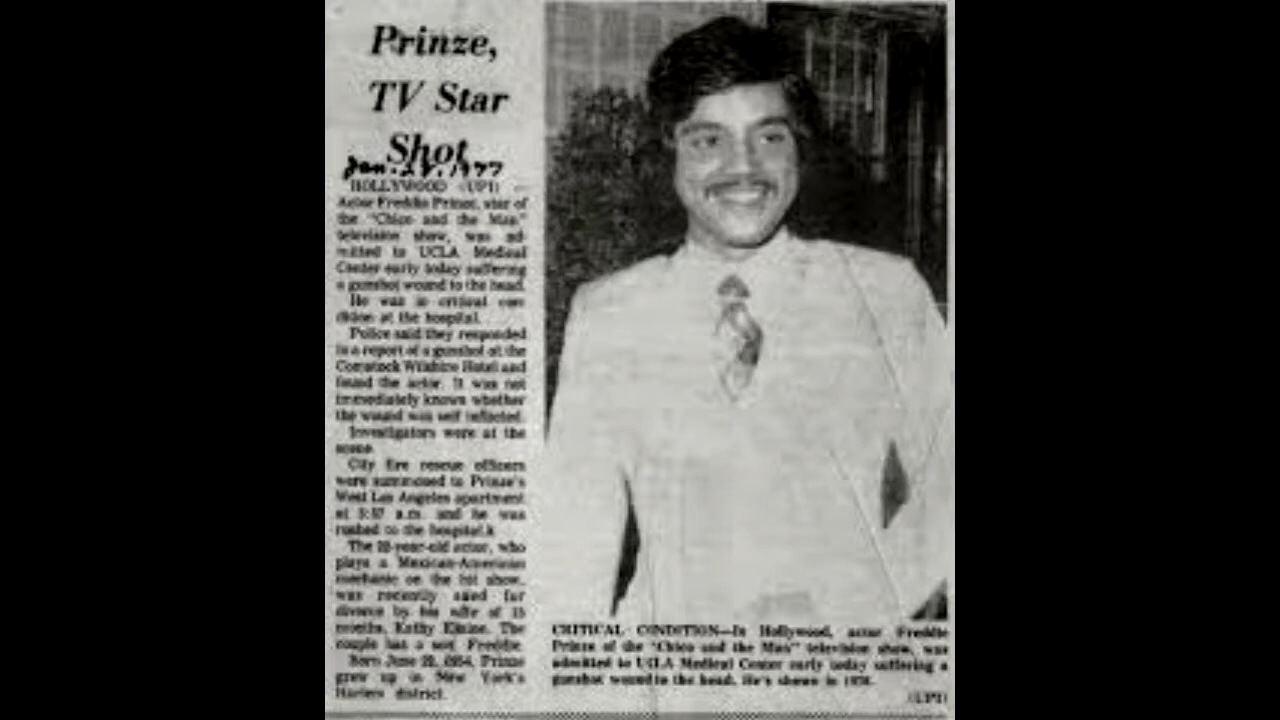 Prinze,
TV Star
Shot
Jan. 1977
HOLLYWOOD (UPI) —
Actor Freddie Prinze, star of
the "Chico and the Man"
television show, was ad-
mitted to UCLA Medical
Center early today suffering
a gunshot wound to the head.
He was in critical con-
dition at the hospital.
Police said they responded
to a report of a gunshot at the
Comstock Wilshire Hotel and
found the actor. It was not
immediately known whether
the wound was self inflicted.
Investigators were at the
scene.
City fire rescue officers
were summoned to Prinze's
West Los Angeles apartment
at a.m. and he was
rushed to the hospital.k
The 22-year-old actor, who
plays a Mexican-American
mechanic on the hit show,
was recently sued for
divorce by his wife of 15
months, Kathy Elaine. The
couple has a son, Freddie.
Born June 22, 1954, Prinze
grew up in New York's
Harlem district.
CRITICAL CONDITION—In Hollywood, actor Freddie
Prinze of the "Chico and the Man" television show, was
admitted to UCLA Medical Center early today suffering a
gunshot wound to the head. He's shown in
(UPI)